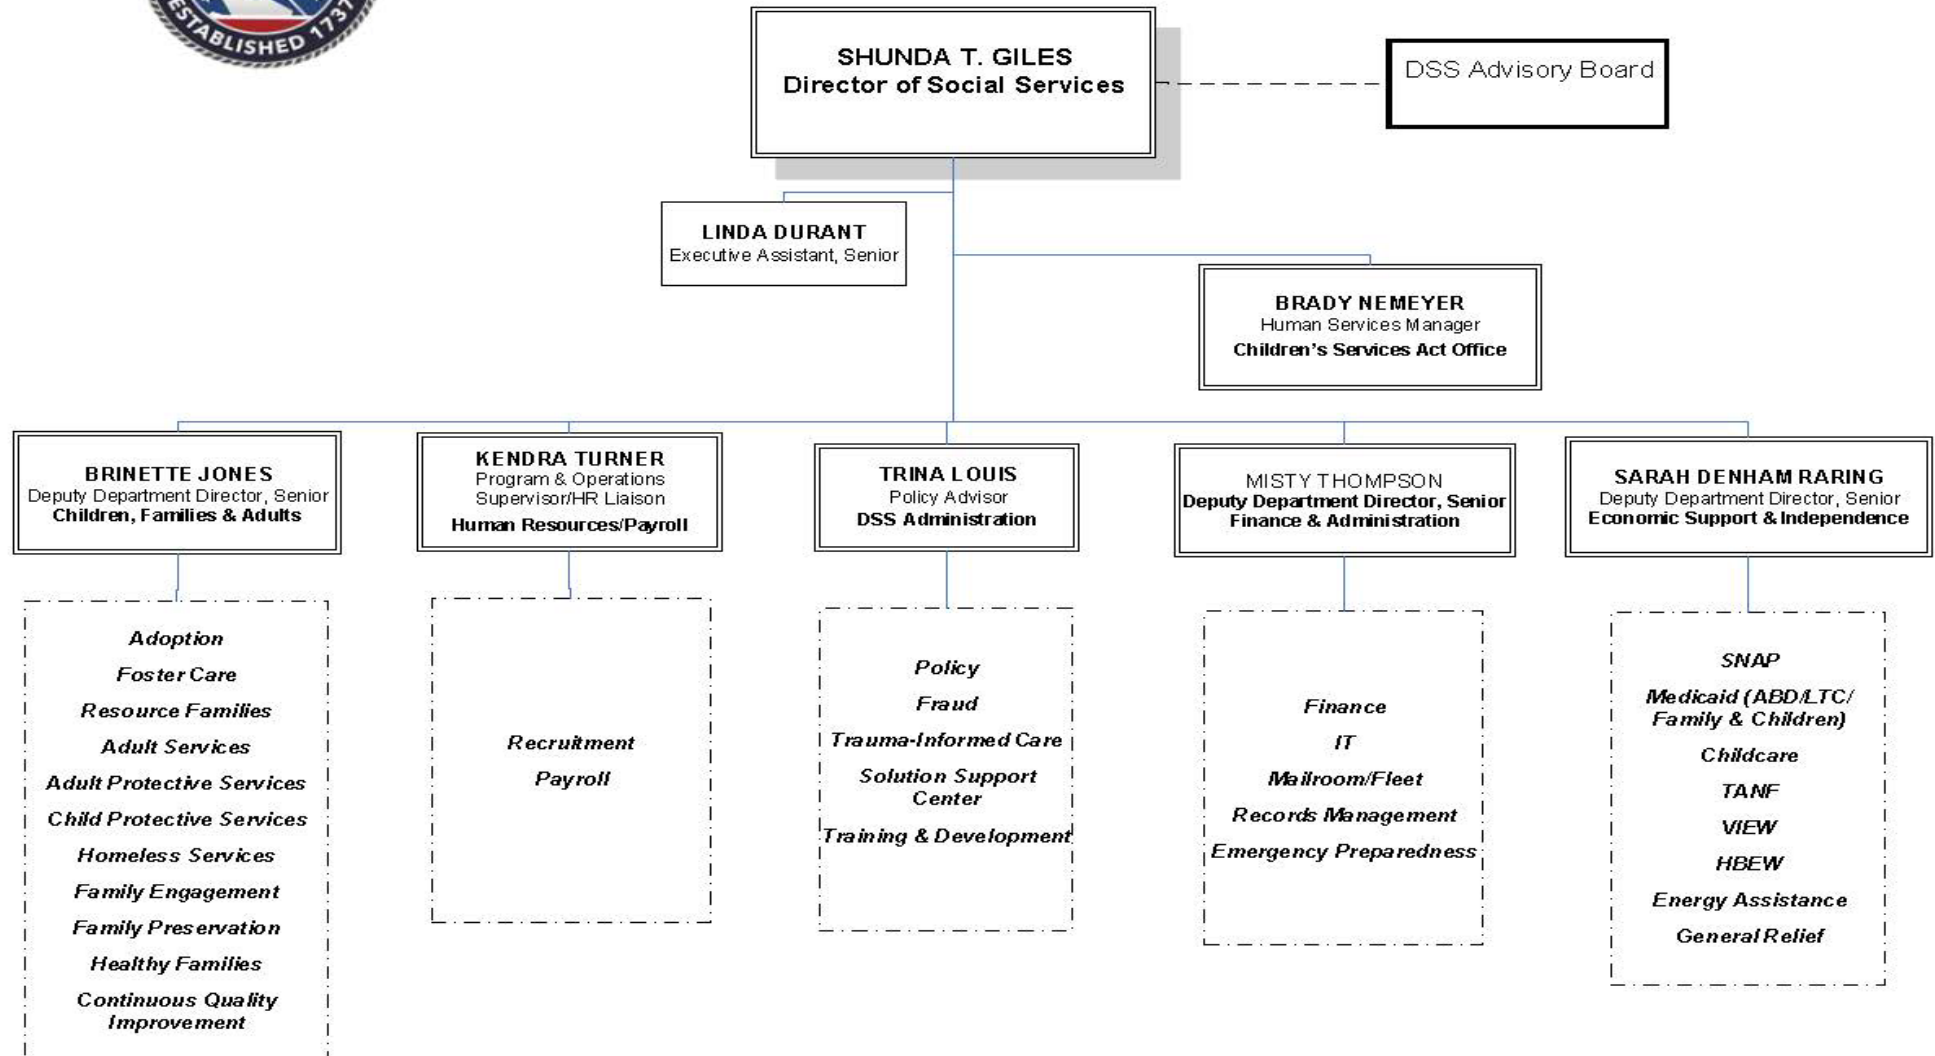 ESTABLISHED 1737
SHUNDA T. GILES
Director of Social Services
DSS Advisory Board
LINDA DURANT
Executive Assistant, Senior
BRADY NEMEYER
Human Services Manager
Children's Services Act Office
BRINETTE JONES
Deputy Department Director, Senior
Children, Families & Adults
KENDRA TURNER
Program & Operations
Supervisor/HR Liaison
Human Resources/Payroll
TRINA LOUIS
Policy Advisor
DSS Administration
MISTY THOMPSON
Deputy Department Director, Senior
Finance & Administration
SARAH DENHAM RARING
Deputy Department Director, Senior
Economic Support & Independence
Adoption
Foster Care
Resource Families
Adult Services
Adult Protective Services
Child Protective Services
Homeless Services
Family Engagement
Family Preservation
Healthy Families
Continuous Quality
Improvement
Recruitment
Payroll
Policy
Fraud
Trauma-Informed Care
Solution Support
Center
Training & Development
Finance
IT
Mailroom/Fleet
Records Management
Emergency Preparedness
SNAP
Medicaid (ABD/LTC/
Family & Children)
Childcare
TANF
VIEW
HBEW
Energy Assistance
General Relief